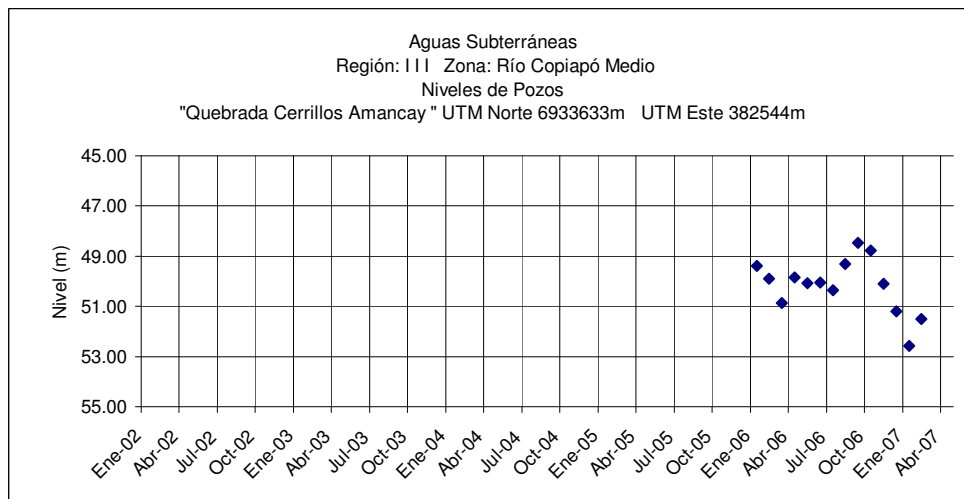 Aguas Subterráneas
Región: I I I Zona: Río Copiapó Medio
Niveles de Pozos
"Quebrada Cerrillos Amancay " UTM Norte 6933633m UTM Este 382544m
Nivel (m)
45.00
47.00
49.00
51.00
53.00
55.00
Ene-02
Abr-02
Jul-02
Oct-02
Ene-03
Abr-03
Jul-03
Oct-03
Ene-04
Abr-04
Jul-04
Oct-04
Ene-05
Abr-05
Jul-05
Oct-05
Ene-06
Abr-06
Jul-06
Oct-06
Ene-07
Abr-07